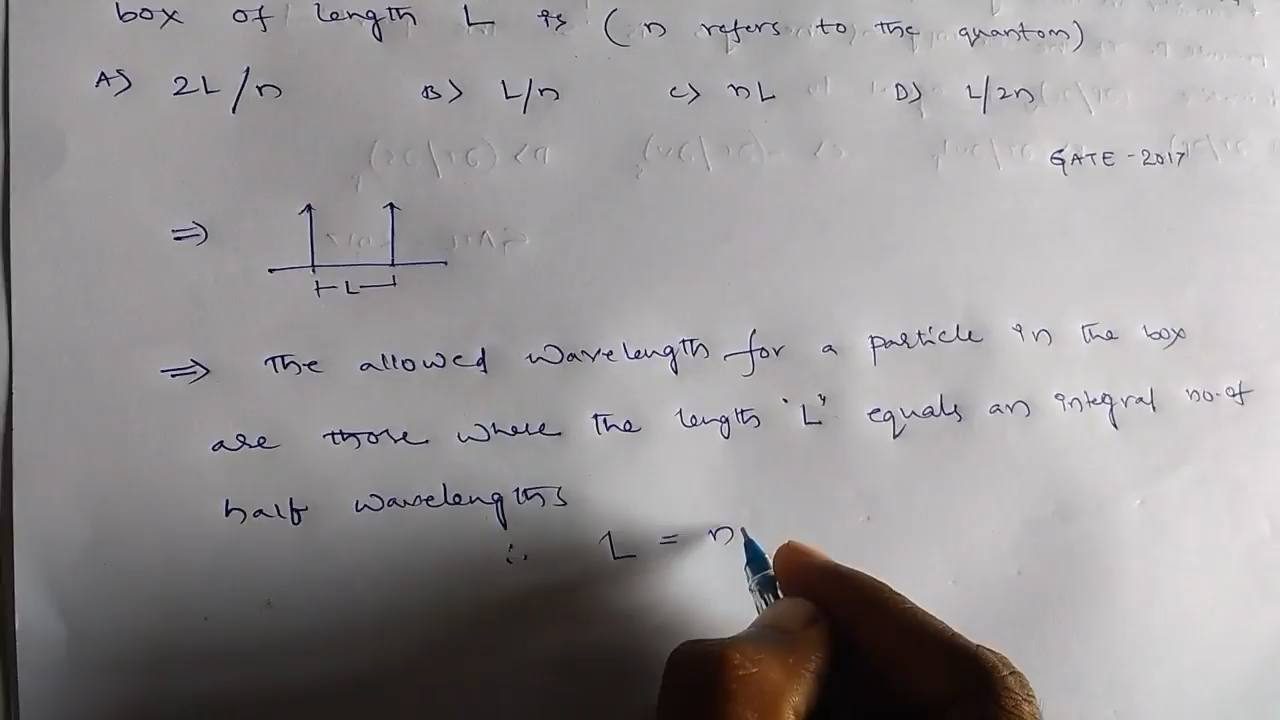 box of length L is (n refers to the quantom)
A) 2L/n B) L/n C) nL D) L/2n
GATE - 2017
⇒
L
⇒ The allowed wavelength for a particle in the box
are those where the length "L" equals an integral no. of
half wavelengths
∴ L = n